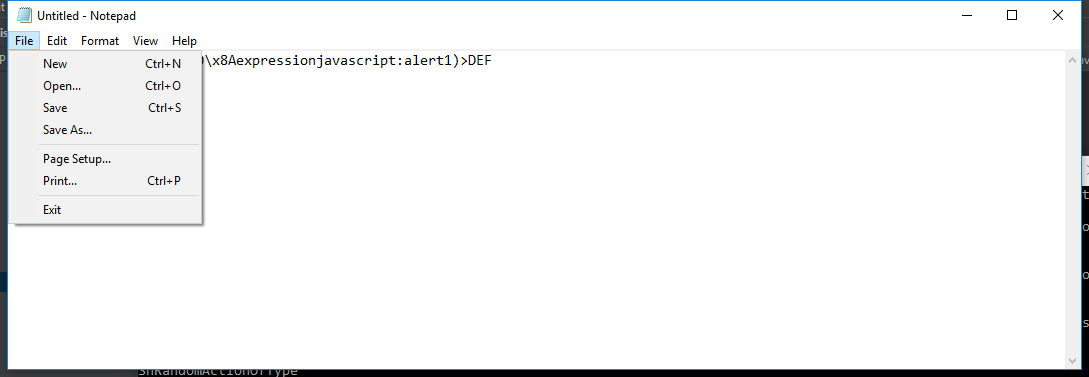 Untitled - Notepad
File Edit Format View Help
\x8Aexpressionjavascript:alert1)>DEF
New Ctrl+N
Open... Ctrl+O
Save Ctrl+S
Save As...
Page Setup...
Print... Ctrl+P
Exit